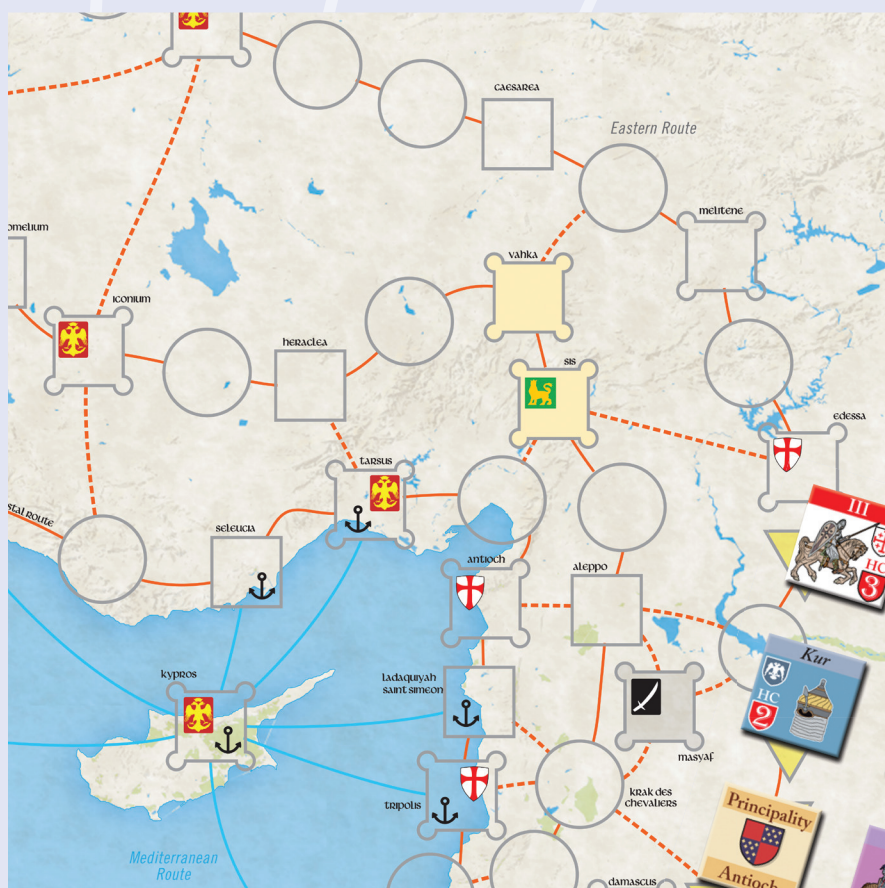 CAESAREA
Eastern Route
MELITENE
OMELIUM
VAHKA
ICONIUM
HERACLEA
SIS
EDESSA
TARSUS
STAL ROUTE
III
SELEUCIA
HC
3
ANTIOCH
ALEPPO
Kur
KYPROS
LADAQUIYAH
SAINT SIMEON
HC
2
MASYAF
TRIPOLIS
KRAK DES
CHEVALIERS
Principality
Mediterranean
Route
Antioch
DAMASCUS